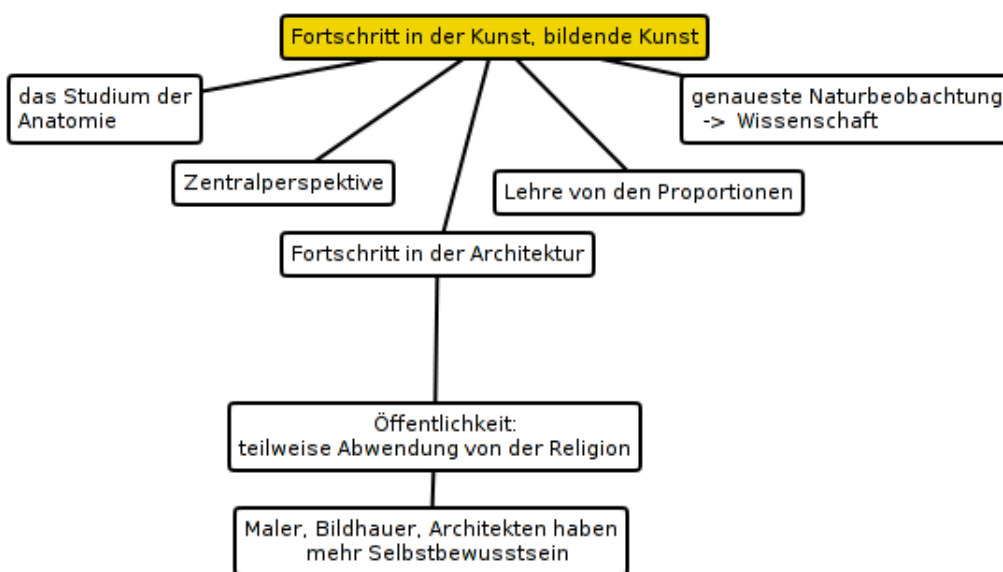 Fortschritt in der Kunst, bildende Kunst
das Studium der
Anatomie
genaueste Naturbeobachtung
-> Wissenschaft
Zentralperspektive
Lehre von den Proportionen
Fortschritt in der Architektur
Öffentlichkeit:
teilweise Abwendung von der Religion
Maler, Bildhauer, Architekten haben
mehr Selbstbewusstsein